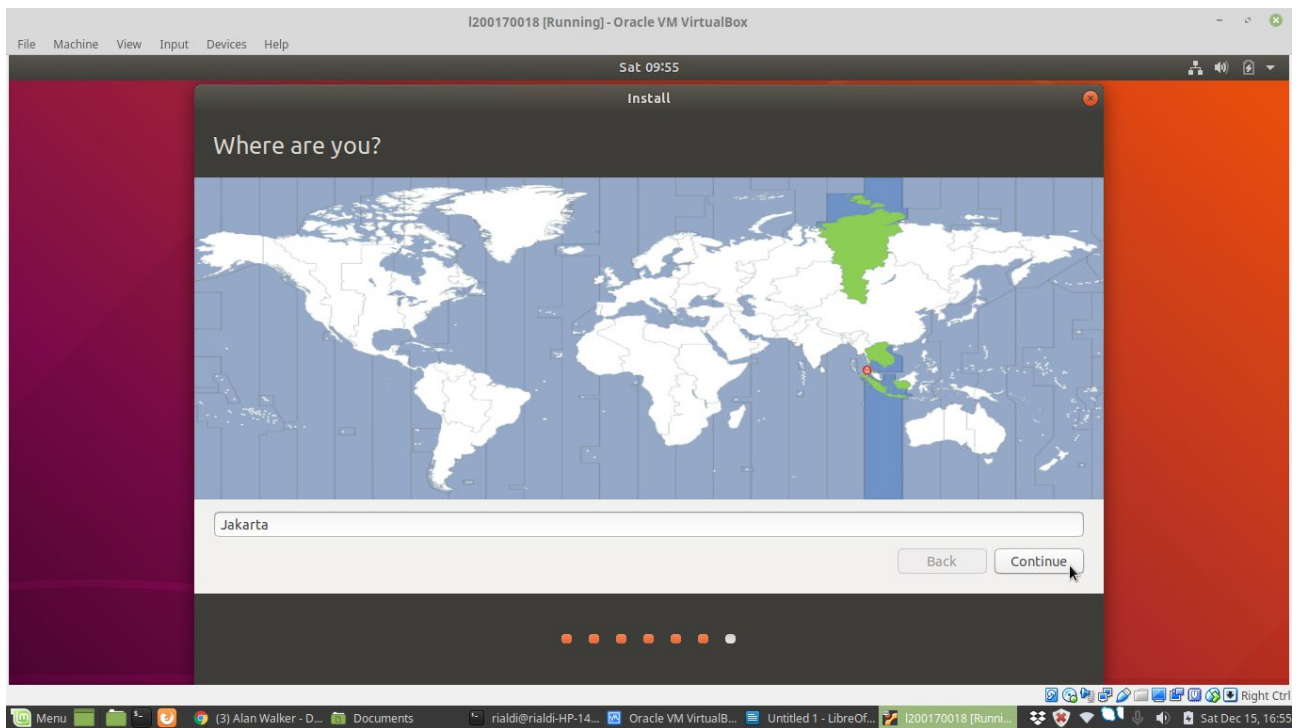 l200170018 [Running] - Oracle VM VirtualBox
File Machine View Input Devices Help
Sat 09:55
Install
Where are you?
Jakarta
Back Continue
Right Ctrl
Menu (3) Alan Walker - D... Documents rialdi@rialdi-HP-14... Oracle VM VirtualB... Untitled 1 - LibreOf... l200170018 [Runni... Sat Dec 15, 16:55